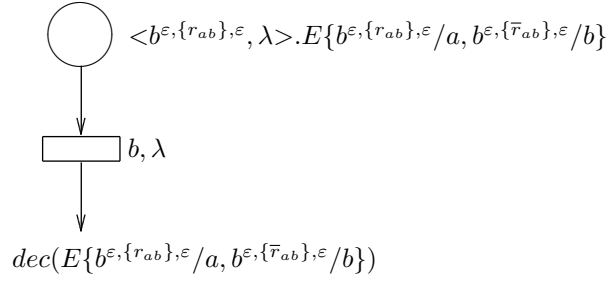 <b^{ε,{r_{ab}},ε}, λ>.E{b^{ε,{r_{ab}},ε}/a, b^{ε,{\overline{r}_{ab}},ε}/b}
b, λ
dec(E{b^{ε,{r_{ab}},ε}/a, b^{ε,{\overline{r}_{ab}},ε}/b})